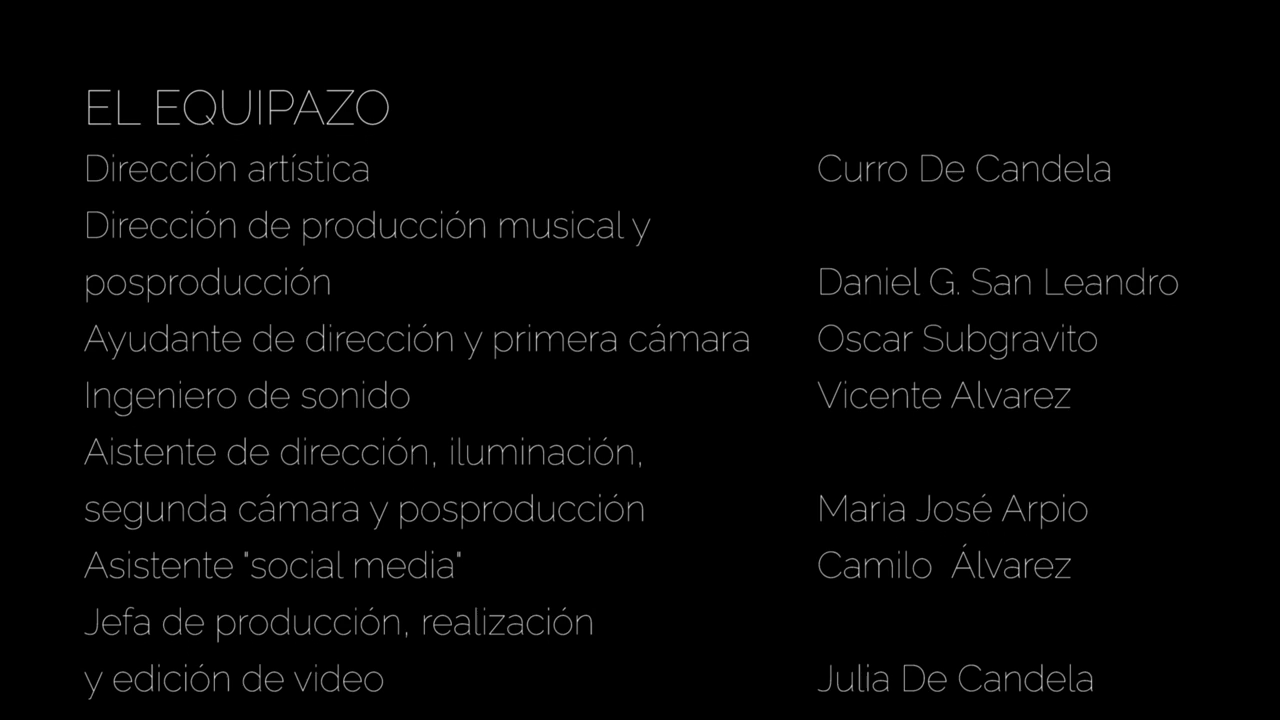 EL EQUIPAZO
Dirección artística Curro De Candela
Dirección de producción musical y
posproducción Daniel G. San Leandro
Ayudante de dirección y primera cámara Oscar Subgravito
Ingeniero de sonido Vicente Alvarez
Aistente de dirección, iluminación,
segunda cámara y posproducción Maria José Arpio
Asistente "social media" Camilo  Álvarez
Jefa de producción, realización
y edición de video Julia De Candela